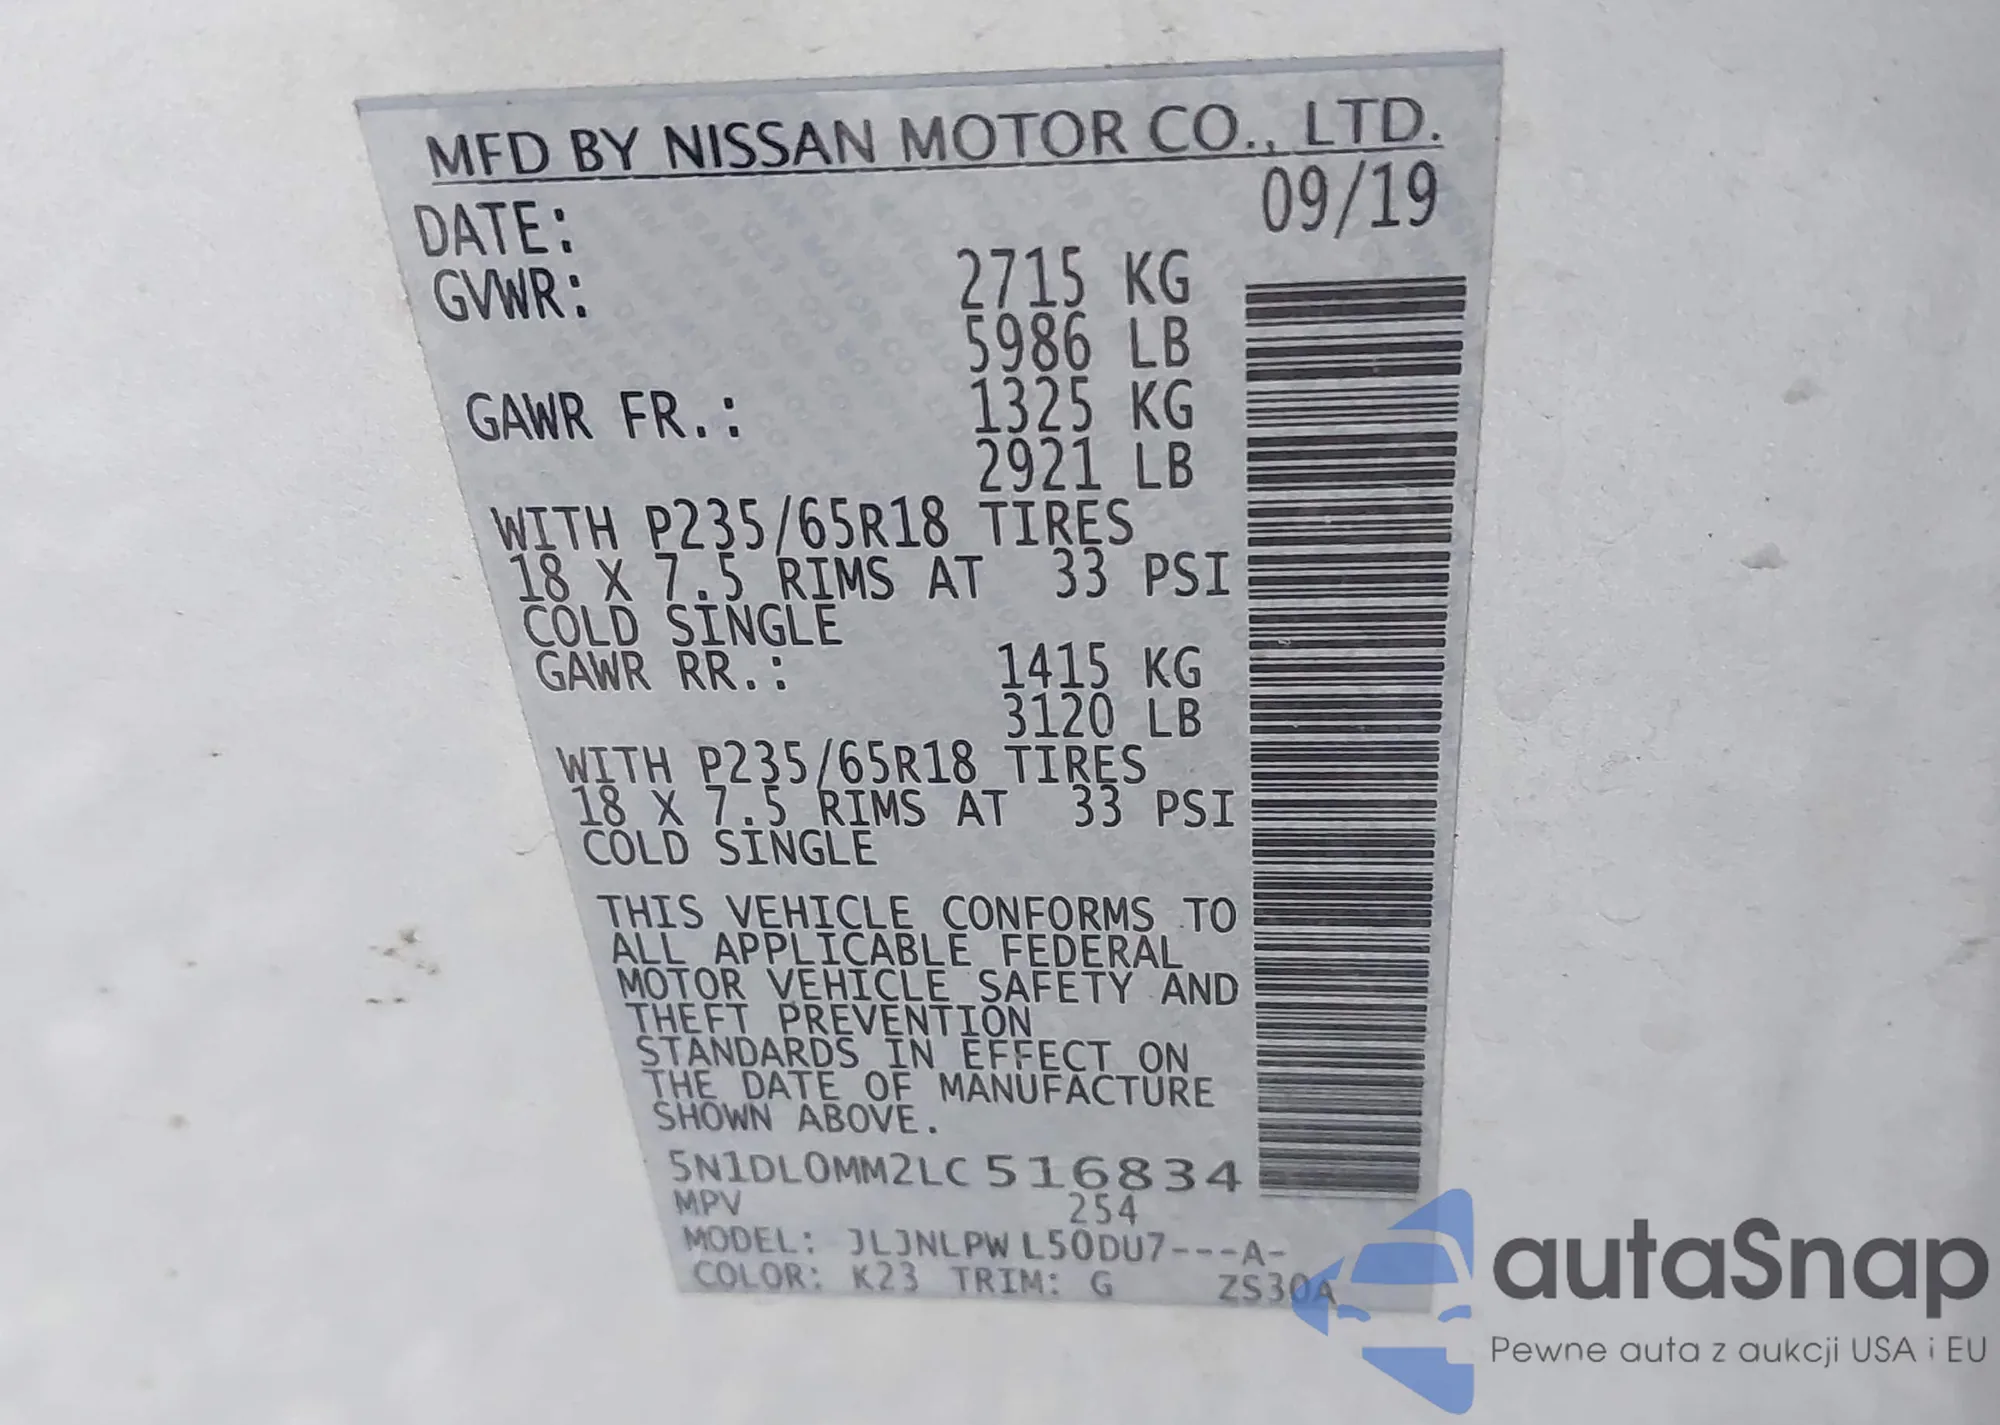 MFD BY NISSAN MOTOR CO., LTD.
DATE: 09/19
GVWR: 2715 KG
5986 LB
GAWR FR.: 1325 KG
2921 LB
WITH P235/65R18 TIRES
18 X 7.5 RIMS AT 33 PSI
COLD SINGLE
GAWR RR.: 1415 KG
3120 LB
WITH P235/65R18 TIRES
18 X 7.5 RIMS AT 33 PSI
COLD SINGLE
THIS VEHICLE CONFORMS TO
ALL APPLICABLE FEDERAL
MOTOR VEHICLE SAFETY AND
THEFT PREVENTION
STANDARDS IN EFFECT ON
THE DATE OF MANUFACTURE
SHOWN ABOVE.
5N1DL0MM2LC516834
MPV 254
MODEL: JLJNLPW L50DU7---A-
COLOR: K23 TRIM: G ZS30A
autoSnap
Pewne auta z aukcji USA i EU